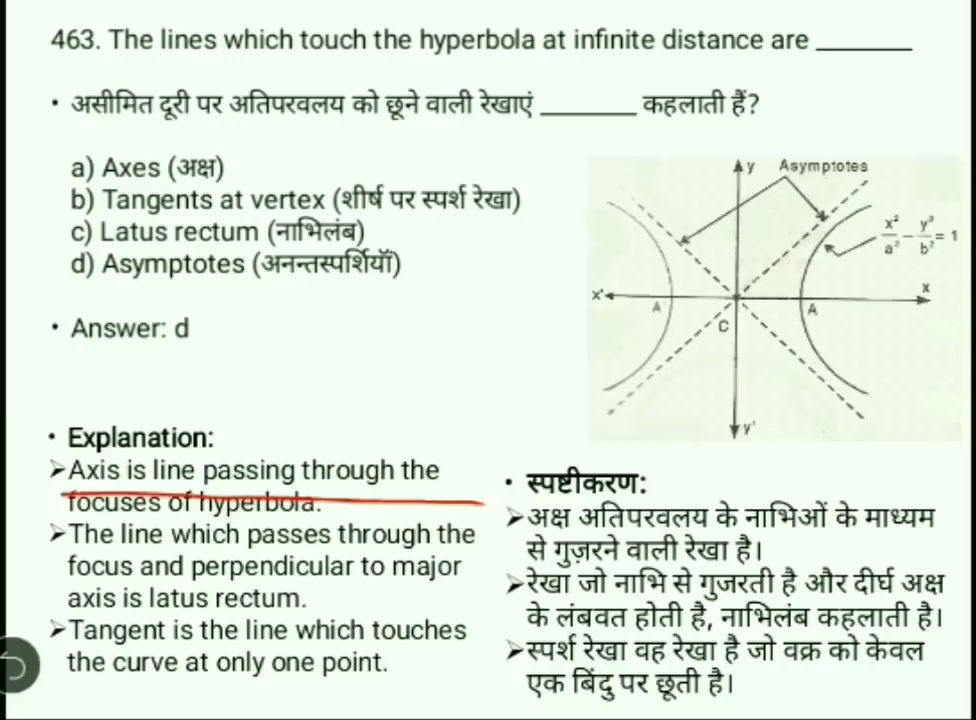 463. The lines which touch the hyperbola at infinite distance are ______
• असीमित दूरी पर अतिपरवलय को छूने वाली रेखाएं ______ कहलाती हैं?
a) Axes (अक्ष)
b) Tangents at vertex (शीर्ष पर स्पर्श रेखा)
c) Latus rectum (नाभिलंब)
d) Asymptotes (अनन्तस्पर्शियाँ)
• Answer: d
y Asymptotes
x²/a² - y²/b² = 1
x' A' C A x
y'
• Explanation:
➢Axis is line passing through the
focuses of hyperbola.
➢The line which passes through the
focus and perpendicular to major
axis is latus rectum.
➢Tangent is the line which touches
the curve at only one point.
• स्पष्टीकरण:
➢अक्ष अतिपरवलय के नाभिओं के माध्यम
से गुज़रने वाली रेखा है।
➢रेखा जो नाभि से गुजरती है और दीर्घ अक्ष
के लंबवत होती है, नाभिलंब कहलाती है।
➢स्पर्श रेखा वह रेखा है जो वक्र को केवल
एक बिंदु पर छूती है।